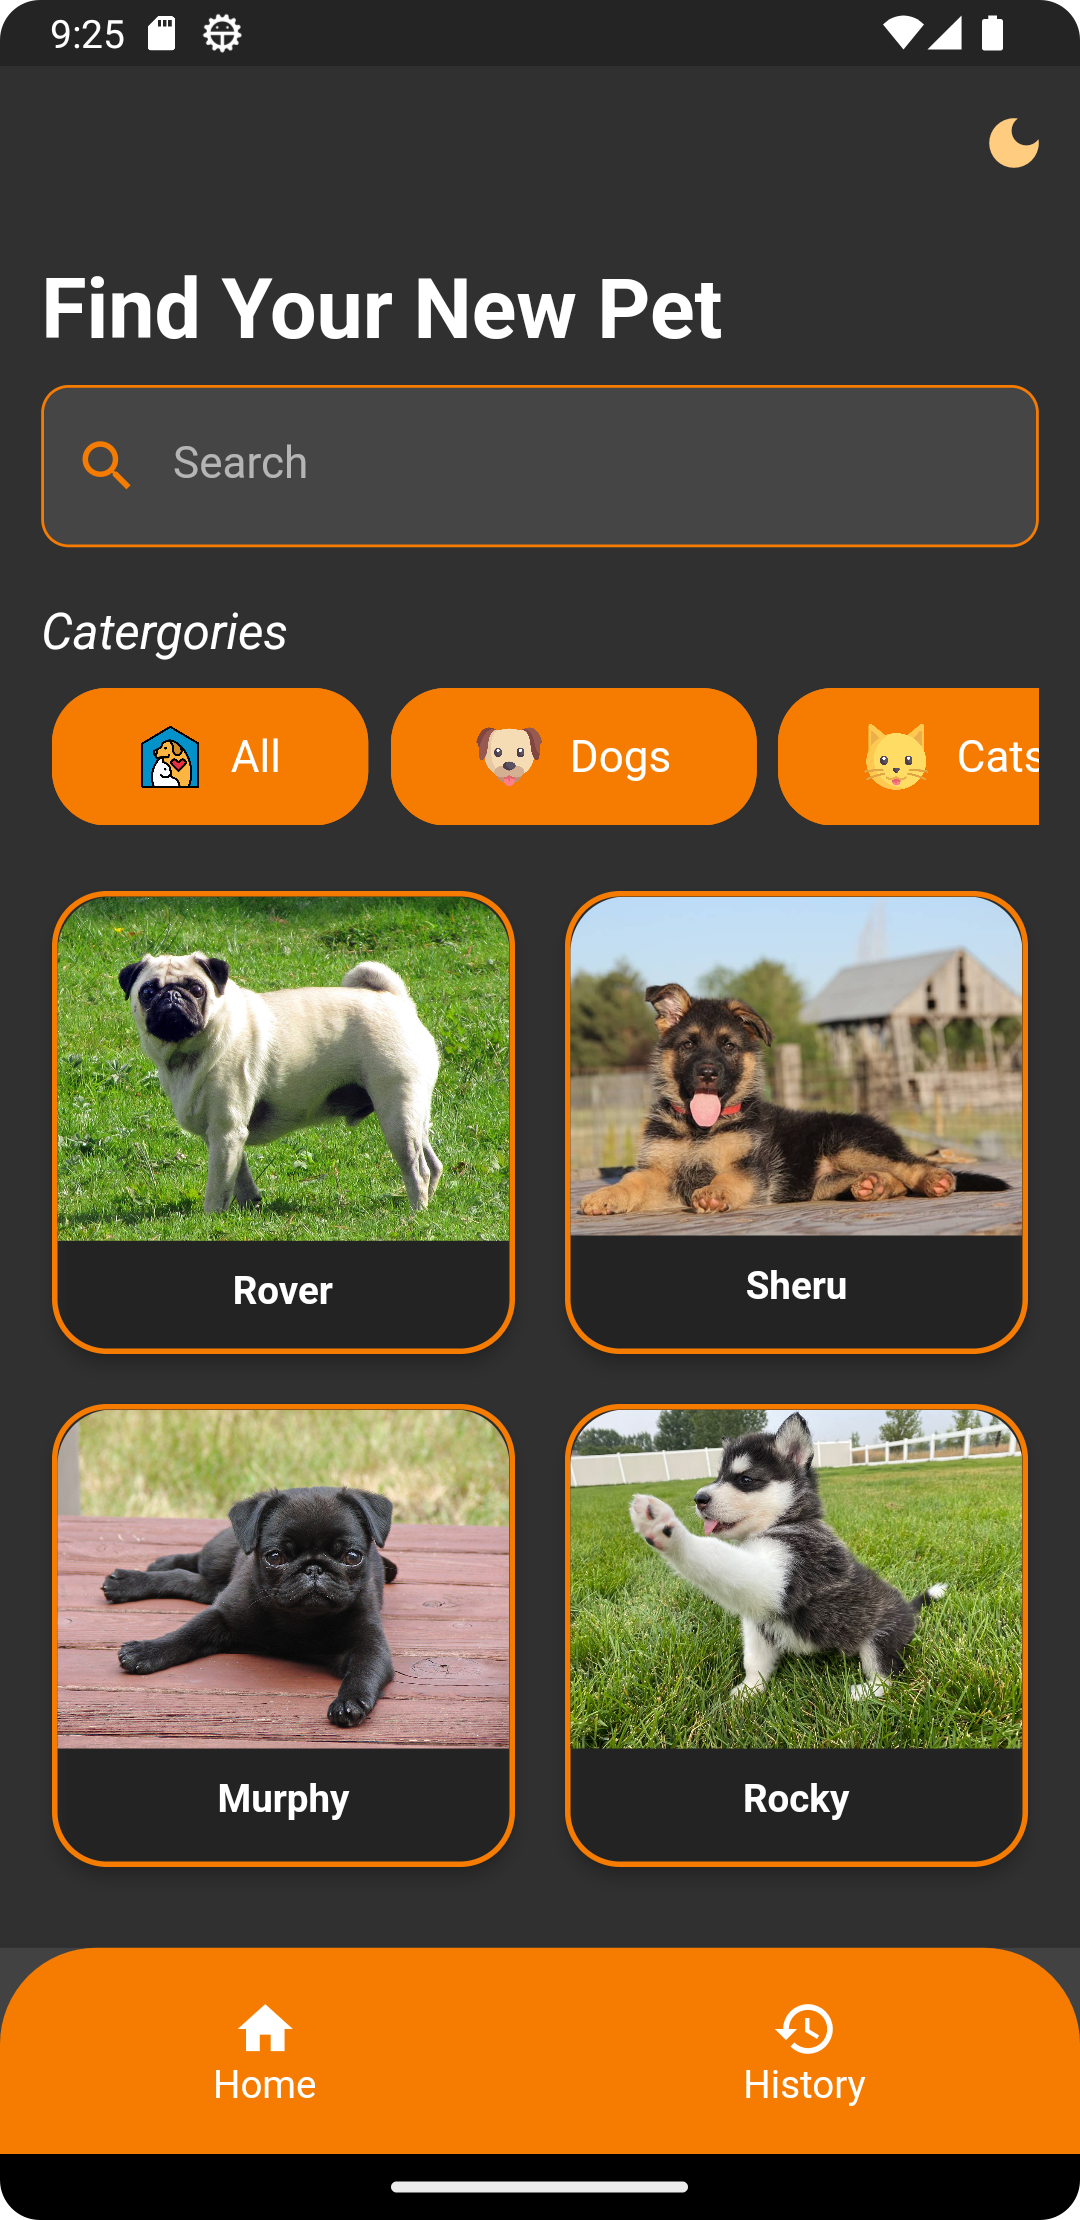 9:25
Find Your New Pet
Search
Catergories
All
Dogs
Cats
Rover
Sheru
Murphy
Rocky
Home
History